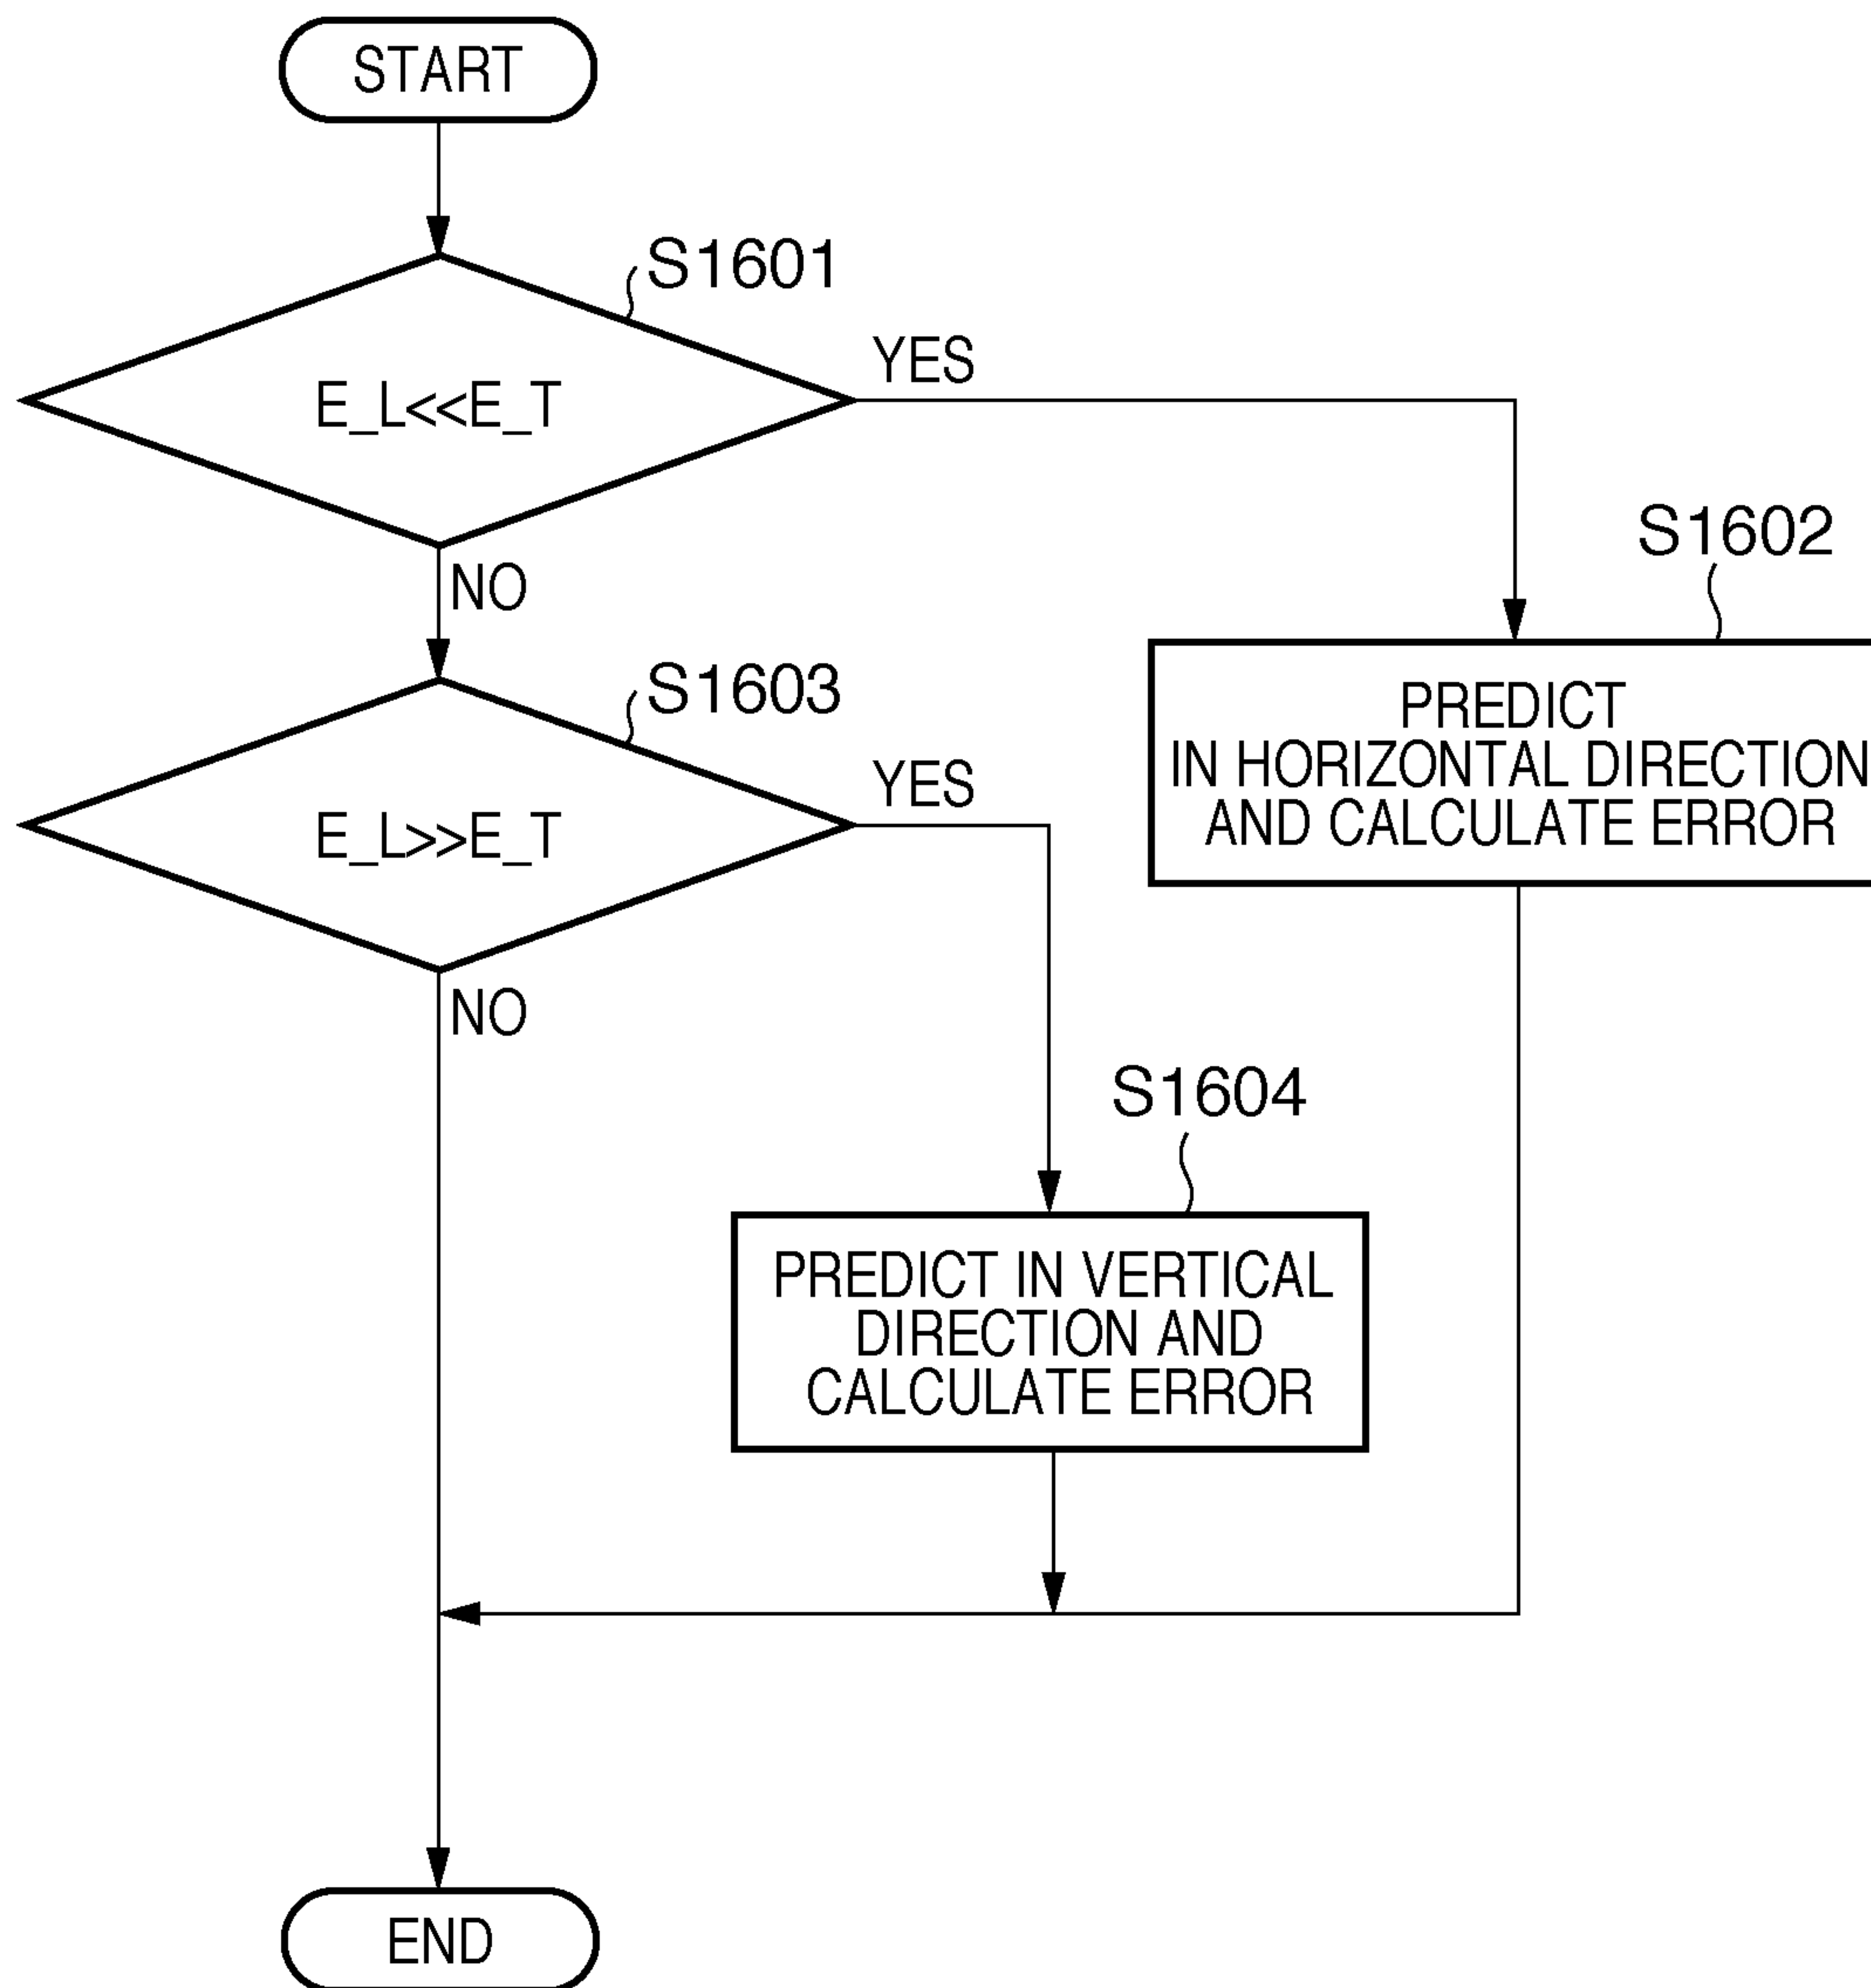 START
S1601
E_L<<E_T
YES
NO
S1602
PREDICT
IN HORIZONTAL DIRECTION
AND CALCULATE ERROR
S1603
E_L>>E_T
YES
NO
S1604
PREDICT IN VERTICAL
DIRECTION AND
CALCULATE ERROR
END